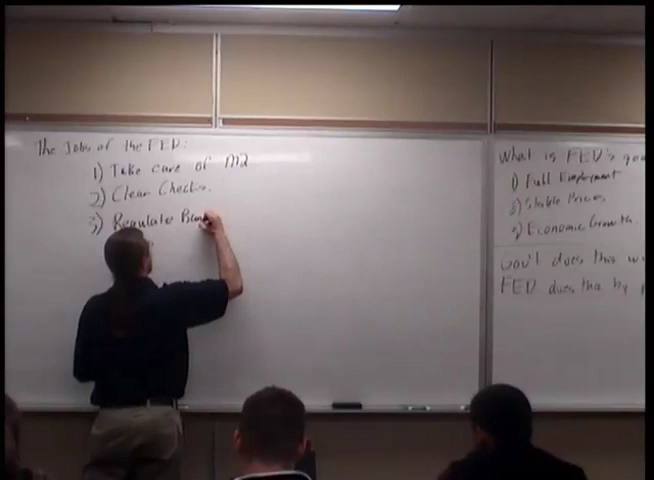 The Jobs of the FED:
1) Take care of M2
2) Clear Checks.
3) Regulate Ban
What is FED's goa
1) Full Employment
2) Stable Prices
3) Economic Growth.
Gov't does this w
FED does this by